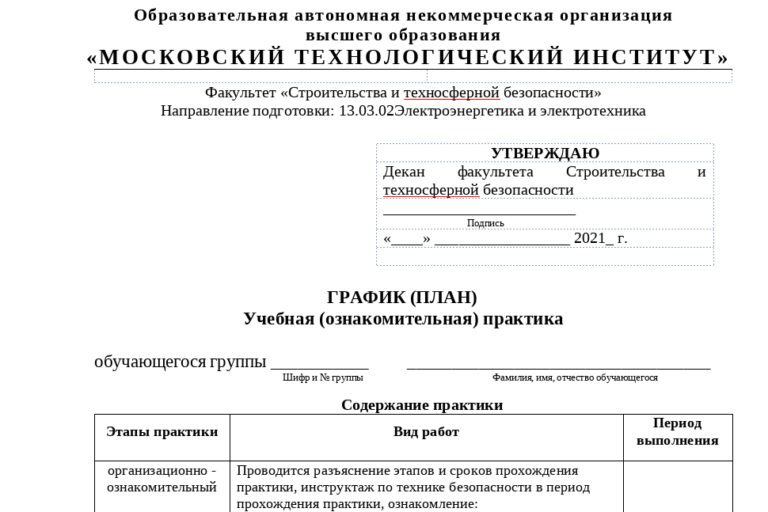 Образовательная автономная некоммерческая организация
высшего образования
«МОСКОВСКИЙ ТЕХНОЛОГИЧЕСКИЙ ИНСТИТУТ»
Факультет «Строительства и техносферной безопасности»
Направление подготовки: 13.03.02Электроэнергетика и электротехника
УТВЕРЖДАЮ
Декан факультета Строительства и
техносферной безопасности
________________________
Подпись
«____» _________________ 2021_ г.
ГРАФИК (ПЛАН)
Учебная (ознакомительная) практика
обучающегося группы ___________ __________________________________
Шифр и № группы Фамилия, имя, отчество обучающегося
Содержание практики
Этапы практики Вид работ Период
выполнения
организационно - Проводится разъяснение этапов и сроков прохождения
ознакомительный практики, инструктаж по технике безопасности в период
прохождения практики, ознакомление: